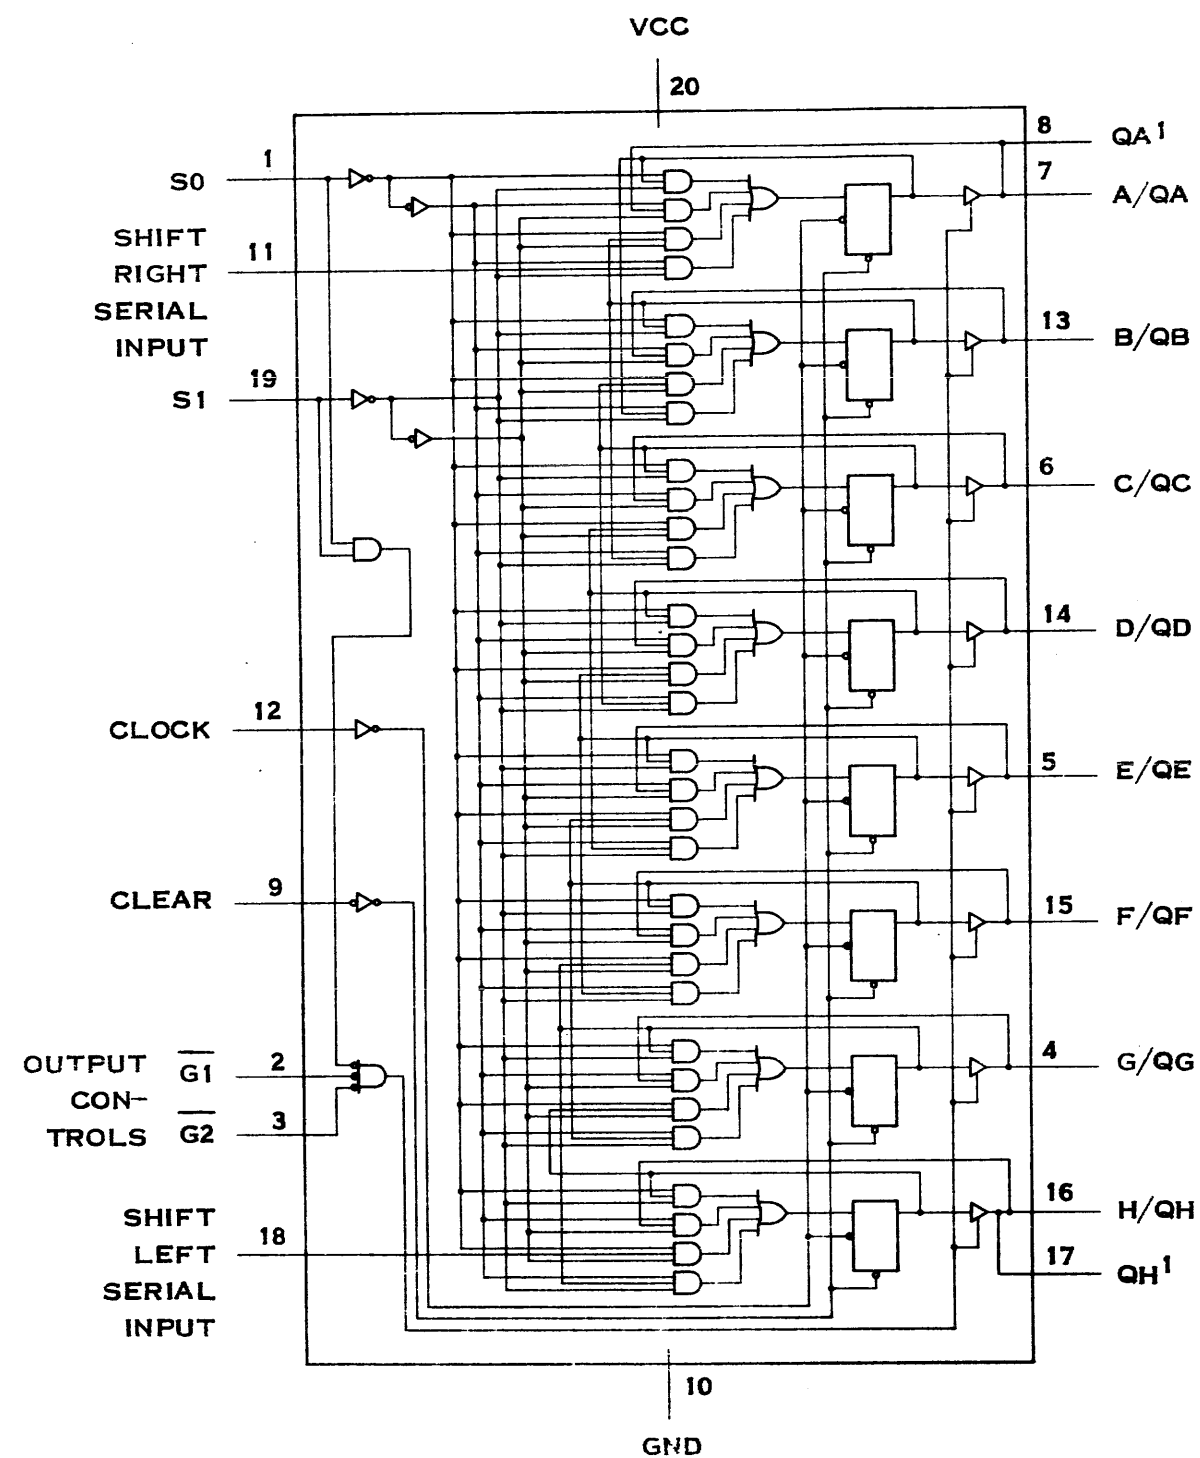 VCC
20
S0 1
8 QA1
7 A/QA
SHIFT
RIGHT 11
SERIAL
INPUT
13 B/QB
S1 19
6 C/QC
14 D/QD
CLOCK 12
5 E/QE
CLEAR 9
15 F/QF
OUTPUT G1 2
CON-
TROLS G2 3
4 G/QG
SHIFT
LEFT 18
SERIAL
INPUT
16 H/QH
17 QH1
10
GND